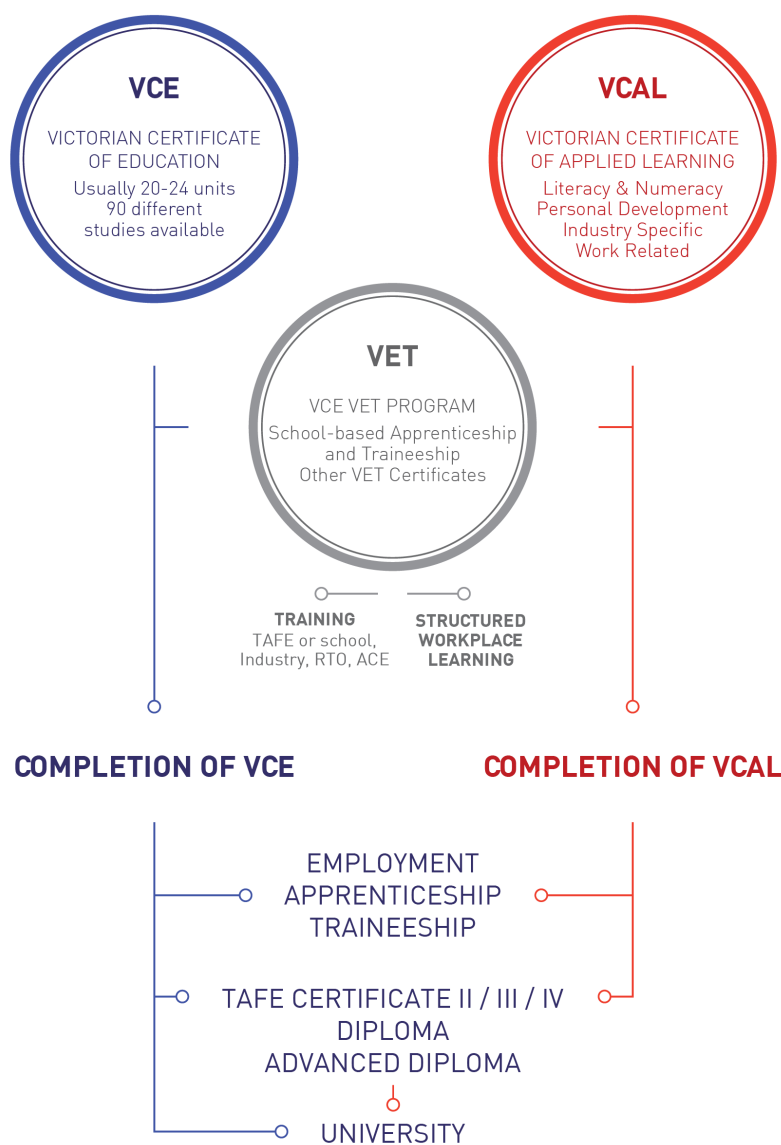 VCE
VICTORIAN CERTIFICATE
OF EDUCATION
Usually 20-24 units
90 different
studies available
VCAL
VICTORIAN CERTIFICATE
OF APPLIED LEARNING
Literacy & Numeracy
Personal Development
Industry Specific
Work Related
VET
VCE VET PROGRAM
School-based Apprenticeship
and Traineeship
Other VET Certificates
TRAINING
TAFE or school,
Industry, RTO, ACE
STRUCTURED
WORKPLACE
LEARNING
COMPLETION OF VCE
COMPLETION OF VCAL
EMPLOYMENT
APPRENTICESHIP
TRAINEESHIP
TAFE CERTIFICATE II / III / IV
DIPLOMA
ADVANCED DIPLOMA
UNIVERSITY